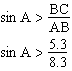 sin A > BC/AB
sin A > 5.3/8.3